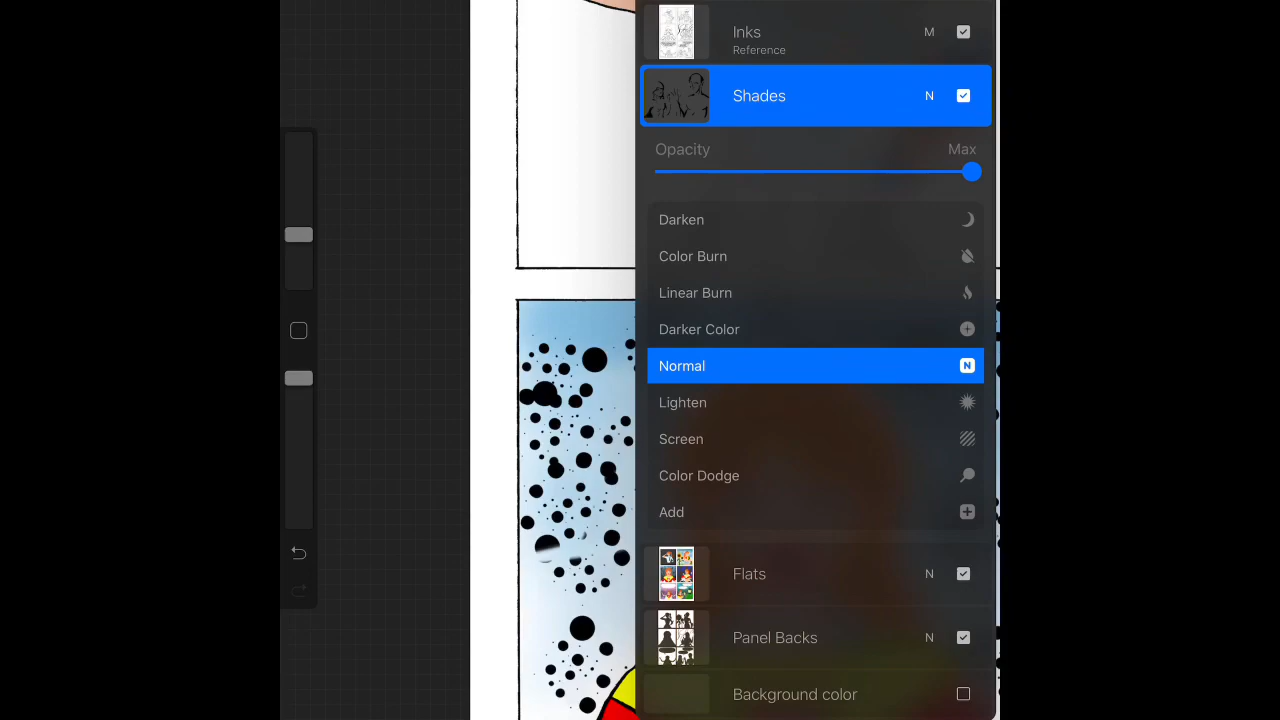 Inks M
Reference
Shades N
Opacity Max
Darken
Color Burn
Linear Burn
Darker Color
Normal N
Lighten
Screen
Color Dodge
Add
Flats N
Panel Backs N
Background color